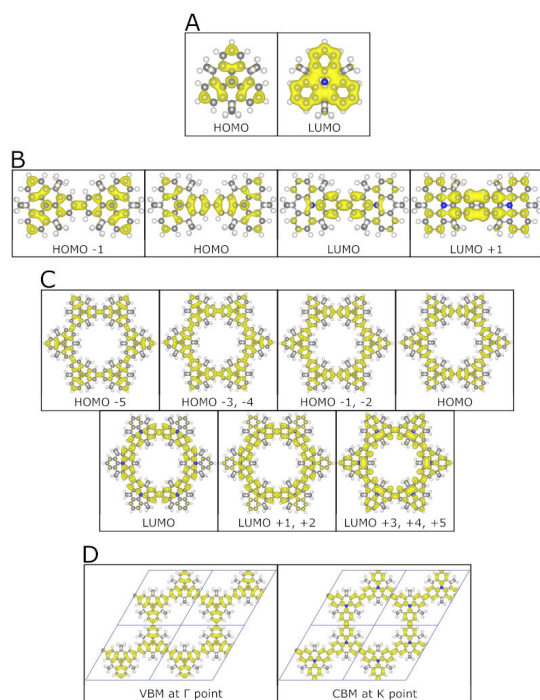 A
HOMO
LUMO
B
HOMO -1
HOMO
LUMO
LUMO +1
C
HOMO -5
HOMO -3, -4
HOMO -1, -2
HOMO
LUMO
LUMO +1, +2
LUMO +3, +4, +5
D
VBM at Γ point
CBM at K point